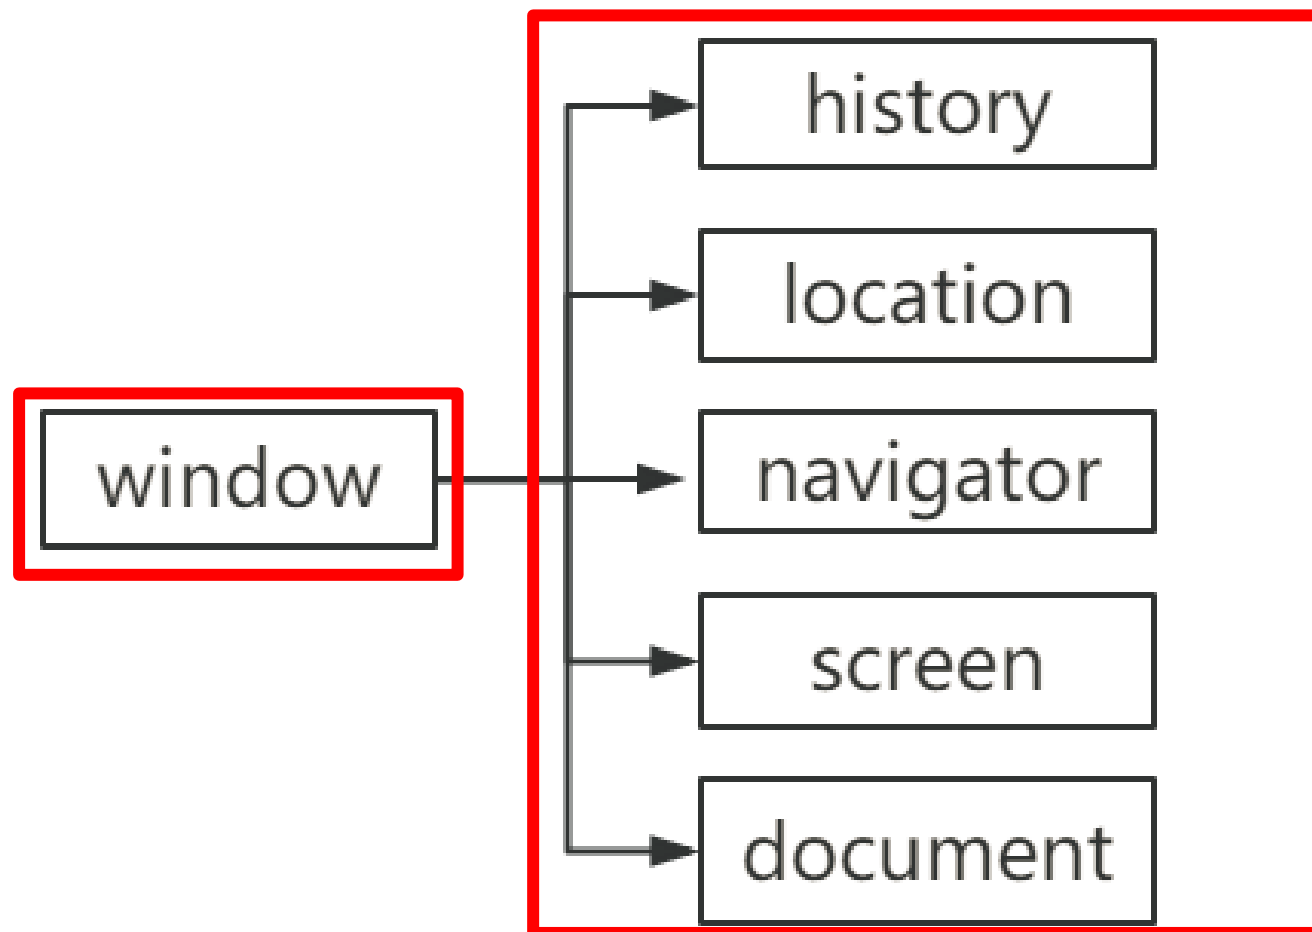 history
location
window
navigator
screen
document